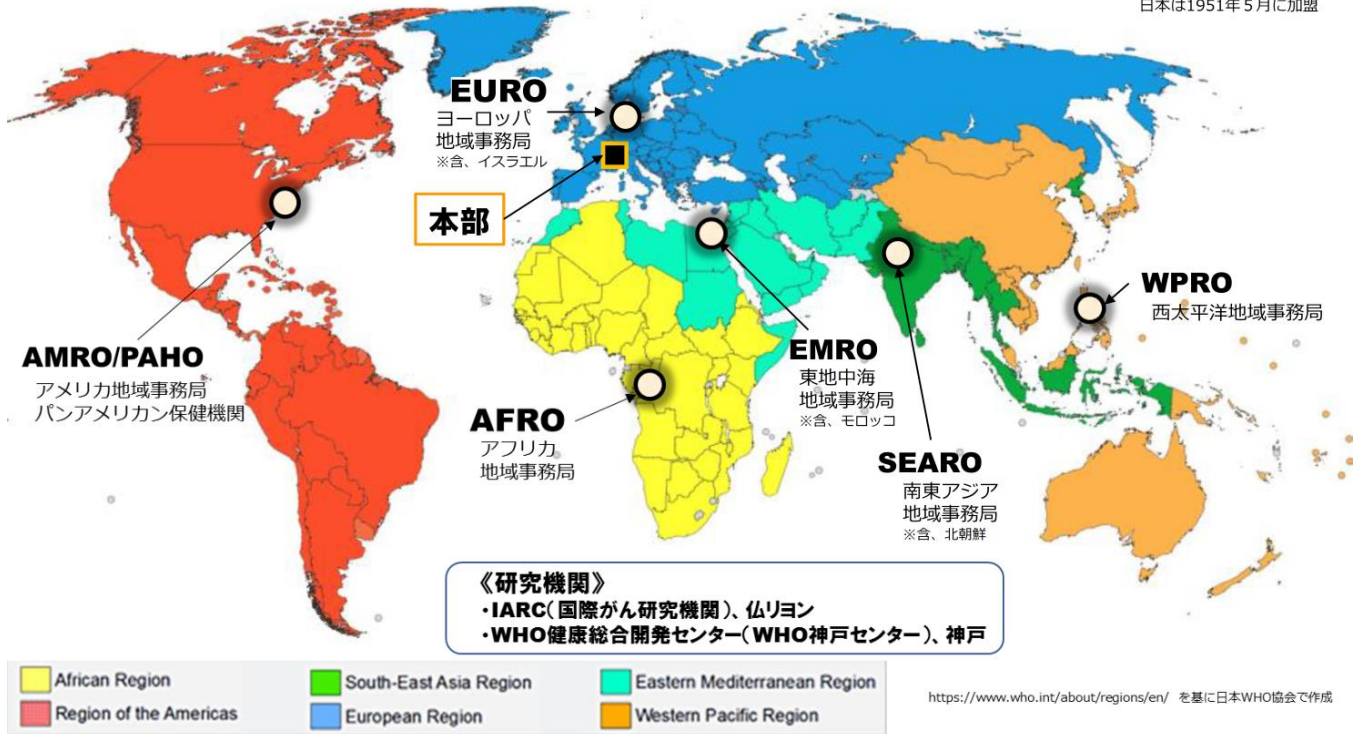 日本は1951年5月に加盟
EURO
ヨーロッパ
地域事務局
※含、イスラエル
本部
WPRO
西太平洋地域事務局
AMRO/PAHO
アメリカ地域事務局
パンアメリカン保健機関
EMRO
東地中海
地域事務局
※含、モロッコ
AFRO
アフリカ
地域事務局
SEARO
南東アジア
地域事務局
※含、北朝鮮
《研究機関》
・IARC(国際がん研究機関)、仏リヨン
・WHO健康総合開発センター(WHO神戸センター)、神戸
African Region
South-East Asia Region
Eastern Mediterranean Region
Region of the Americas
European Region
Western Pacific Region
https://www.who.int/about/regions/en/ を基に日本WHO協会で作成